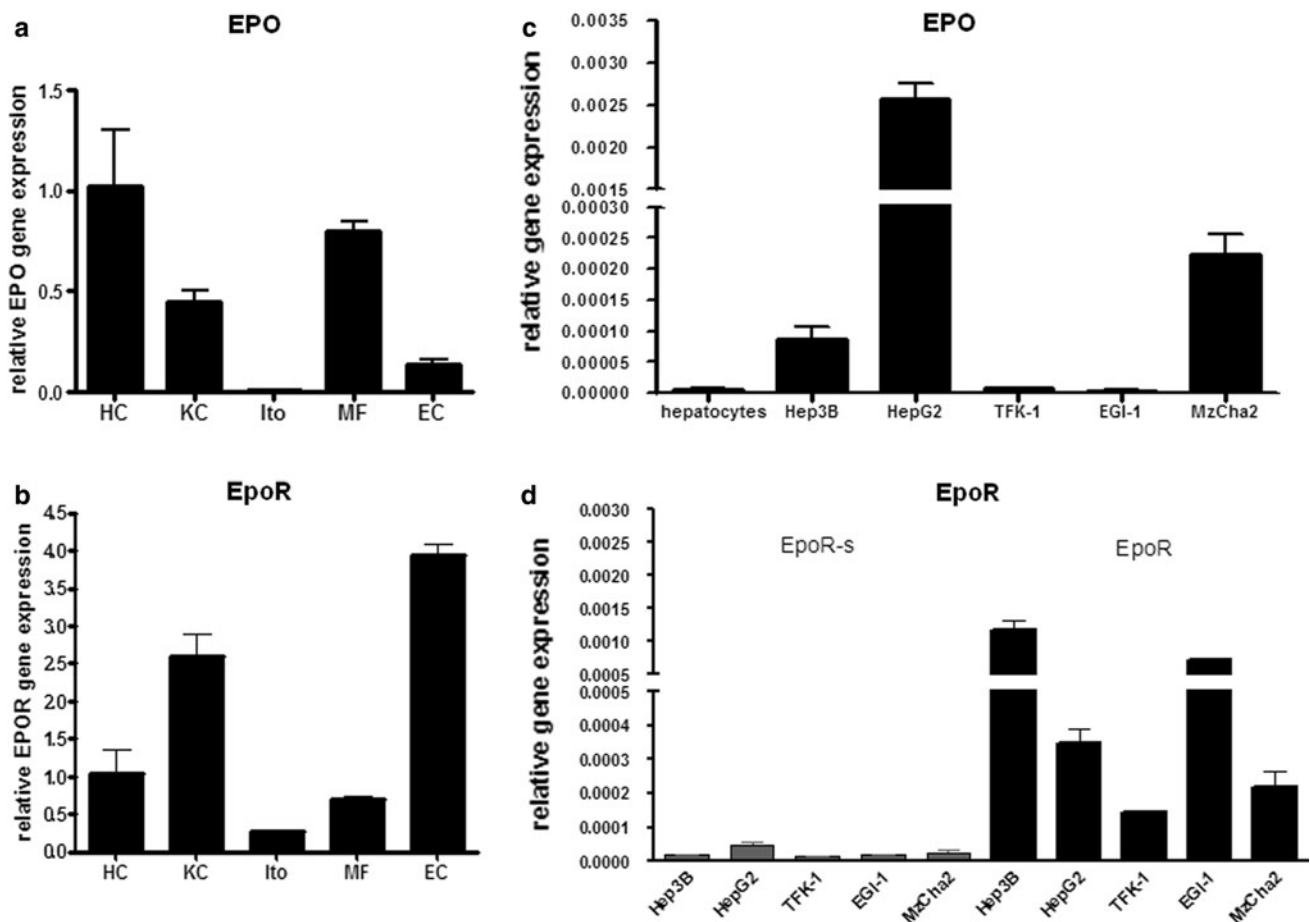 a
EPO
relative EPO gene expression
1.5
1.0
0.5
0.0
HC KC Ito MF EC
c
EPO
relative gene expression
0.0035
0.0030
0.0025
0.0020
0.0015
0.00030
0.00025
0.00020
0.00015
0.00010
0.00005
0.00000
hepatocytes Hep3B HepG2 TFK-1 EGI-1 MzCha2
b
EpoR
relative EPOR gene expression
4.5
4.0
3.5
3.0
2.5
2.0
1.5
1.0
0.5
0.0
HC KC Ito MF EC
d
EpoR
relative gene expression
0.0030
0.0025
0.0020
0.0015
0.0010
0.0005
0.0005
0.0004
0.0003
0.0002
0.0001
0.0000
EpoR-s EpoR
Hep3B HepG2 TFK-1 EGI-1 MzCha2 Hep3B HepG2 TFK-1 EGI-1 MzCha2